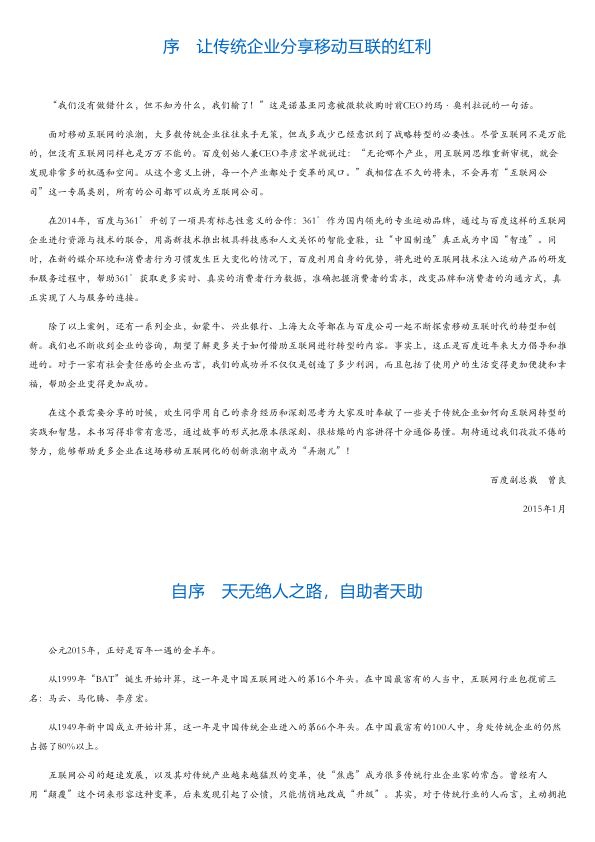 序　让传统企业分享移动互联的红利
“我们没有做错什么，但不知为什么，我们输了！”这是诺基亚同意被微软收购时前CEO约玛·奥利拉说的一句话。
面对移动互联网的浪潮，大多数传统企业往往束手无策，但或多或少已经意识到了战略转型的必要性。尽管互联网不是万能
的，但没有互联网同样也是万万不能的。百度创始人兼CEO李彦宏早就说过：“无论哪个产业，用互联网思维重新审视，就会
发现非常多的机遇和空间。从这个意义上讲，每一个产业都处于变革的风口。”我相信在不久的将来，不会再有“互联网公
司”这一专属类别，所有的公司都可以成为互联网公司。
在2014年，百度与361°开创了一项具有标志性意义的合作：361°作为国内领先的专业运动品牌，通过与百度这样的互联网
企业进行资源与技术的联合，用高新技术推出极具科技感和人文关怀的智能童鞋，让“中国制造”真正成为中国“智造”。同
时，在新的媒介环境和消费者行为习惯发生巨大变化的情况下，百度利用自身的优势，将先进的互联网技术注入运动产品的研发
和服务过程中，帮助361°获取更多实时、真实的消费者行为数据，准确把握消费者的需求，改变品牌和消费者的沟通方式，真
正实现了人与服务的连接。
除了以上案例，还有一系列企业，如蒙牛、兴业银行、上海大众等都在与百度公司一起不断探索移动互联时代的转型和创
新。我们也不断收到企业的咨询，期望了解更多关于如何借助互联网进行转型的内容。事实上，这正是百度近年来大力倡导和推
进的。对于一家有社会责任感的企业而言，我们的成功并不仅仅是创造了多少利润，而且包括了使用户的生活变得更加便捷和幸
福，帮助企业变得更加成功。
在这个最需要分享的时候，欢生同学用自己的亲身经历和深刻思考为大家及时奉献了一些关于传统企业如何向互联网转型的
实践和智慧。本书写得非常有意思，通过故事的形式把原本很深刻、很枯燥的内容讲得十分通俗易懂。期待通过我们孜孜不倦的
努力，能够帮助更多企业在这场移动互联网化的创新浪潮中成为“弄潮儿”！
百度副总裁　曾良
2015年1月
自序　天无绝人之路，自助者天助
公元2015年，正好是百年一遇的金羊年。
从1999年“BAT”诞生开始计算，这一年是中国互联网进入的第16个年头。在中国最富有的人当中，互联网行业包揽前三
名：马云、马化腾、李彦宏。
从1949年新中国成立开始计算，这一年是中国传统企业进入的第66个年头。在中国最富有的100人中，身处传统企业的仍然
占据了80%以上。
互联网公司的超速发展，以及其对传统产业越来越猛烈的变革，使“焦虑”成为很多传统行业企业家的常态。曾经有人
用“颠覆”这个词来形容这种变革，后来发现引起了公愤，只能悄悄地改成“升级”。其实，对于传统行业的人而言，主动拥抱